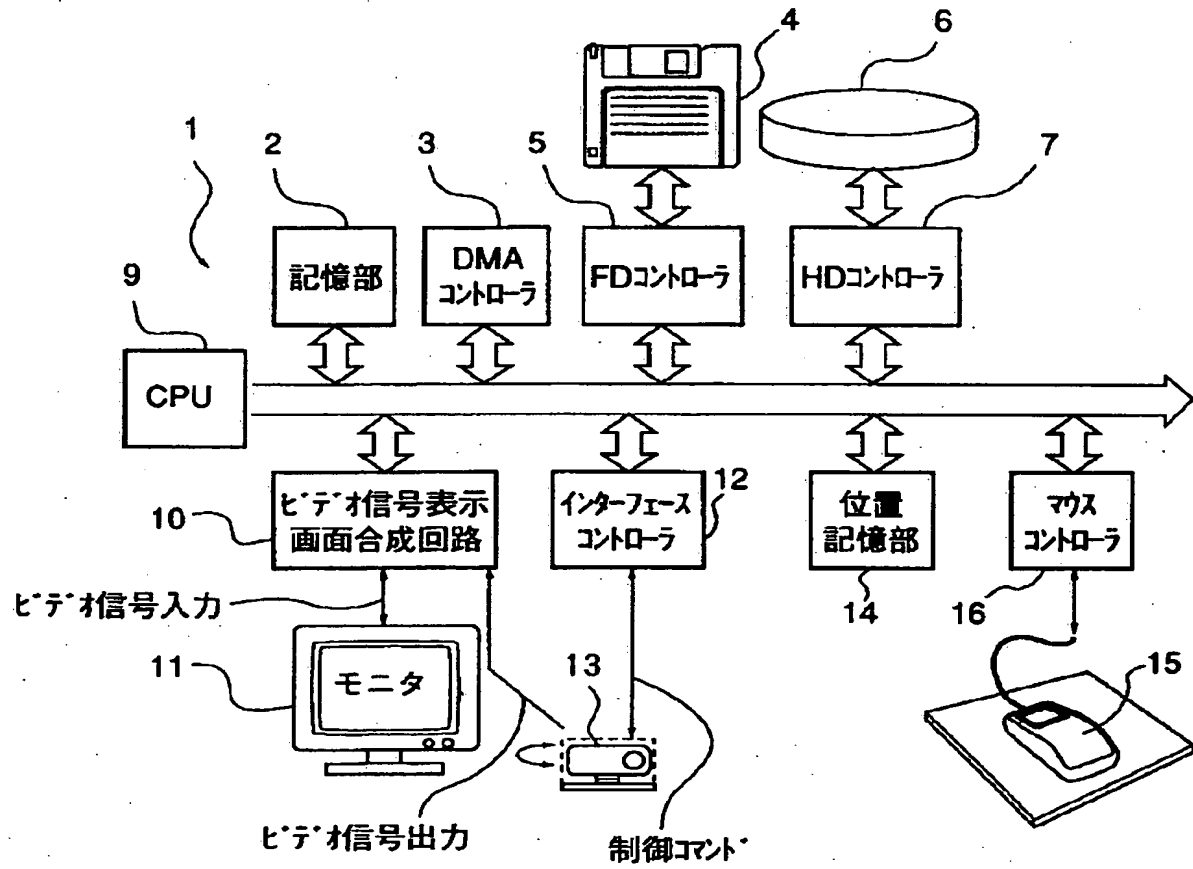 4
6
1
2
3
5
7
記憶部
DMA
コントローラ
FDコントローラ
HDコントローラ
9
CPU
10
ビデオ信号表示
画面合成回路
インターフェース
コントローラ
12
位置
記憶部
14
マウス
コントローラ
16
ビデオ信号入力
11
モニタ
13
15
ビデオ信号出力
制御コマンド